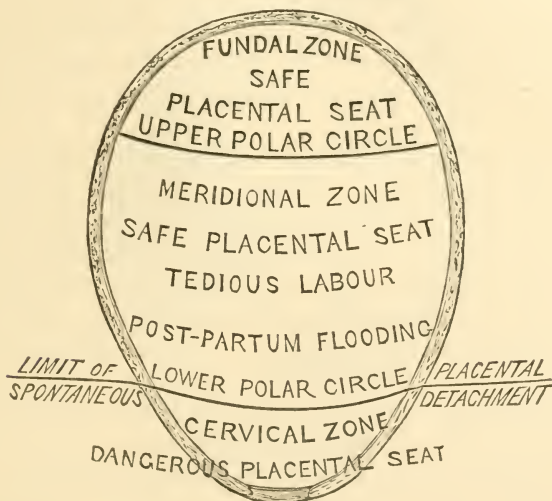 FUNDAL ZONE
SAFE
PLACENTAL SEAT
UPPER POLAR CIRCLE
MERIDIONAL ZONE
SAFE PLACENTAL SEAT
TEDIOUS LABOUR
POST-PARTUM FLOODING
LIMIT OF LOWER POLAR CIRCLE PLACENTAL
SPONTANEOUS DETACHMENT
CERVICAL ZONE
DANGEROUS PLACENTAL SEAT